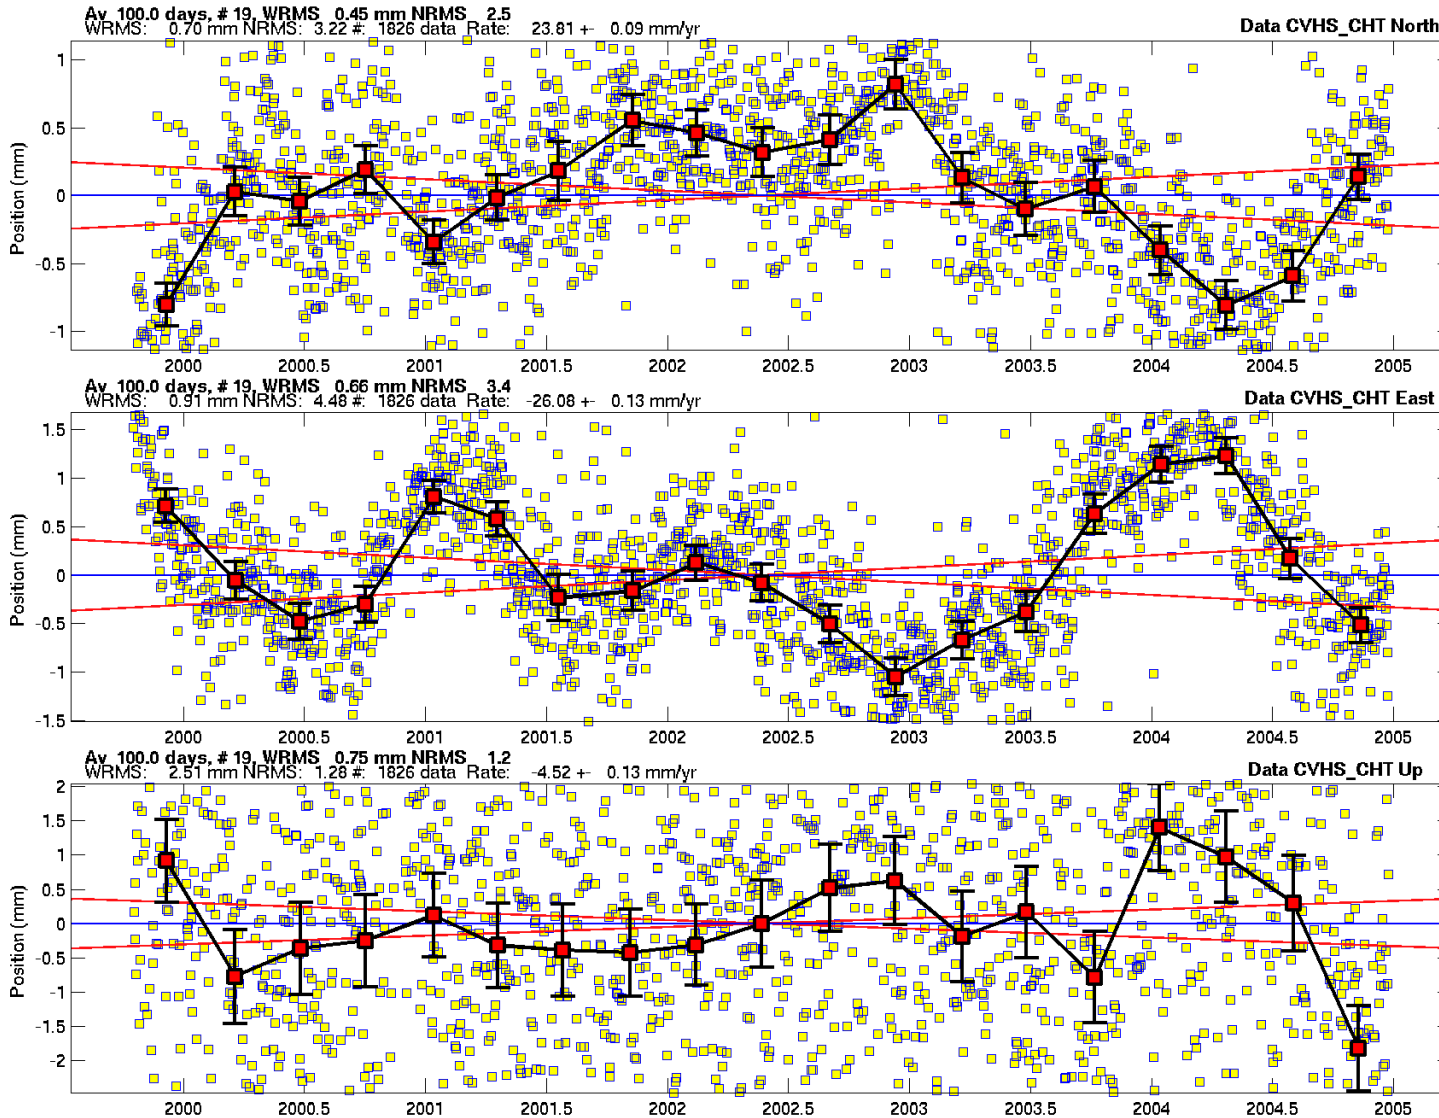 Av 100.0 days, # 19, WRMS 0.45 mm NRMS 2.5
WRMS: 0.70 mm NRMS: 3.22 #: 1826 data Rate: 23.81 +- 0.09 mm/yr
Data CVHS_CHT North
1
0.5
0
-0.5
-1
Position (mm)
2000 2000.5 2001 2001.5 2002 2002.5 2003 2003.5 2004 2004.5 2005
Av 100.0 days, # 19, WRMS 0.66 mm NRMS 3.4
WRMS: 0.91 mm NRMS: 4.48 #: 1826 data Rate: -26.08 +- 0.13 mm/yr
Data CVHS_CHT East
1.5
1
0.5
0
-0.5
-1
-1.5
Position (mm)
2000 2000.5 2001 2001.5 2002 2002.5 2003 2003.5 2004 2004.5 2005
Av 100.0 days, # 19, WRMS 0.75 mm NRMS 1.2
WRMS: 2.51 mm NRMS: 1.28 #: 1826 data Rate: -4.52 +- 0.13 mm/yr
Data CVHS_CHT Up
2
1.5
1
0.5
0
-0.5
-1
-1.5
-2
Position (mm)
2000 2000.5 2001 2001.5 2002 2002.5 2003 2003.5 2004 2004.5 2005